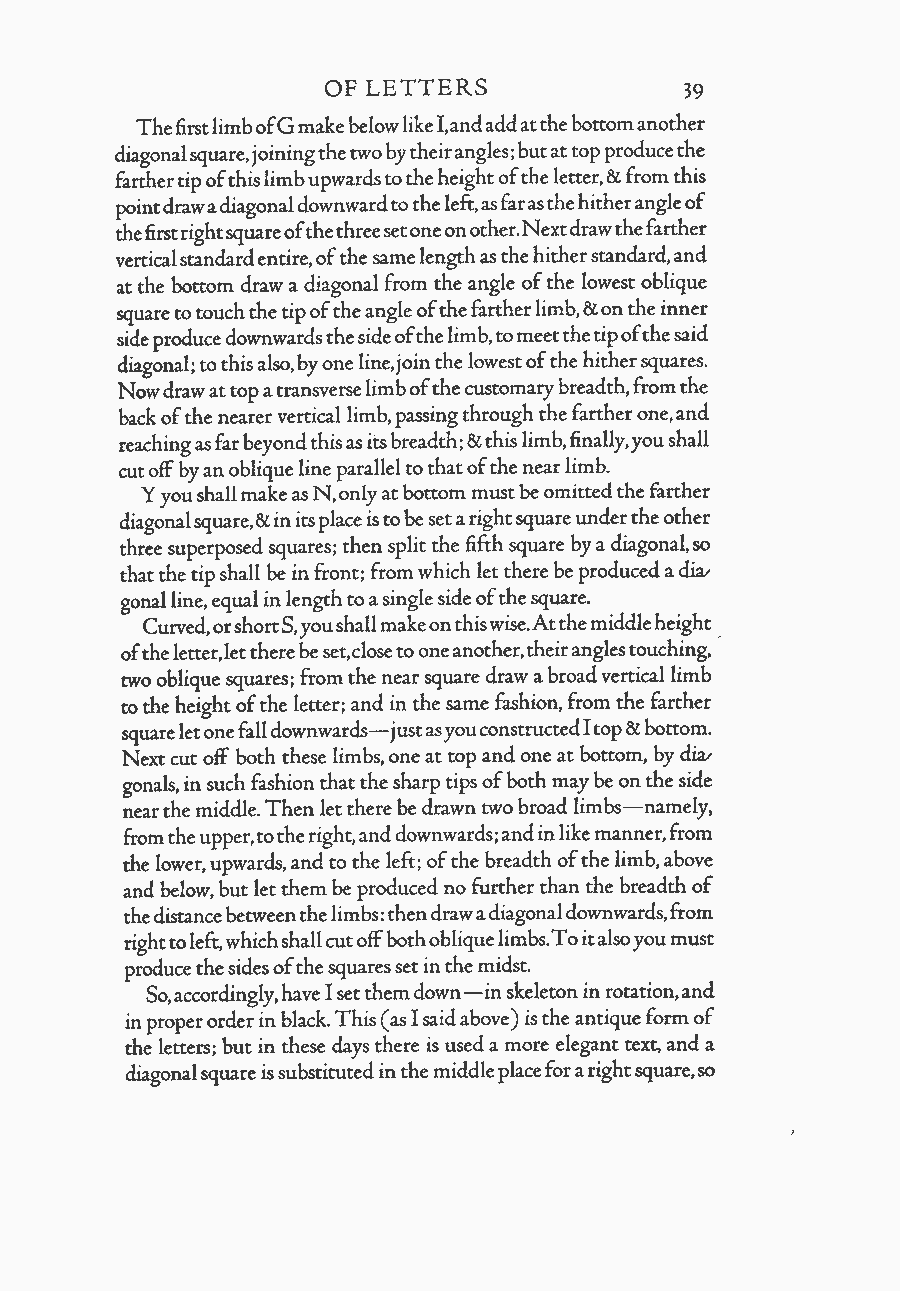 OF LETTERS 39
The first limb of G make below like I, and add at the bottom another
diagonal square, joining the two by their angles; but at top produce the
farther tip of this limb upwards to the height of the letter, & from this
point draw a diagonal downward to the left, as far as the hither angle of
the first right square of the three set one on other. Next draw the farther
vertical standard entire, of the same length as the hither standard, and
at the bottom draw a diagonal from the angle of the lowest oblique
square to touch the tip of the angle of the farther limb, & on the inner
side produce downwards the side of the limb, to meet the tip of the said
diagonal; to this also, by one line, join the lowest of the hither squares.
Now draw at top a transverse limb of the customary breadth, from the
back of the nearer vertical limb, passing through the farther one, and
reaching as far beyond this as its breadth; & this limb, finally, you shall
cut off by an oblique line parallel to that of the near limb.
Y you shall make as N, only at bottom must be omitted the farther
diagonal square, & in its place is to be set a right square under the other
three superposed squares; then split the fifth square by a diagonal, so
that the tip shall be in front; from which let there be produced a dia-
gonal line, equal in length to a single side of the square.
Curved, or short S, you shall make on this wise. At the middle height
of the letter, let there be set, close to one another, their angles touching,
two oblique squares; from the near square draw a broad vertical limb
to the height of the letter; and in the same fashion, from the farther
square let one fall downwards—just as you constructed I top & bottom.
Next cut off both these limbs, one at top and one at bottom, by dia-
gonals, in such fashion that the sharp tips of both may be on the side
near the middle. Then let there be drawn two broad limbs—namely,
from the upper, to the right, and downwards; and in like manner, from
the lower, upwards, and to the left; of the breadth of the limb, above
and below, but let them be produced no further than the breadth of
the distance between the limbs: then draw a diagonal downwards, from
right to left, which shall cut off both oblique limbs. To it also you must
produce the sides of the squares set in the midst.
So, accordingly, have I set them down—in skeleton in rotation, and
in proper order in black. This (as I said above) is the antique form of
the letters; but in these days there is used a more elegant text, and a
diagonal square is substituted in the middle place for a right square, so